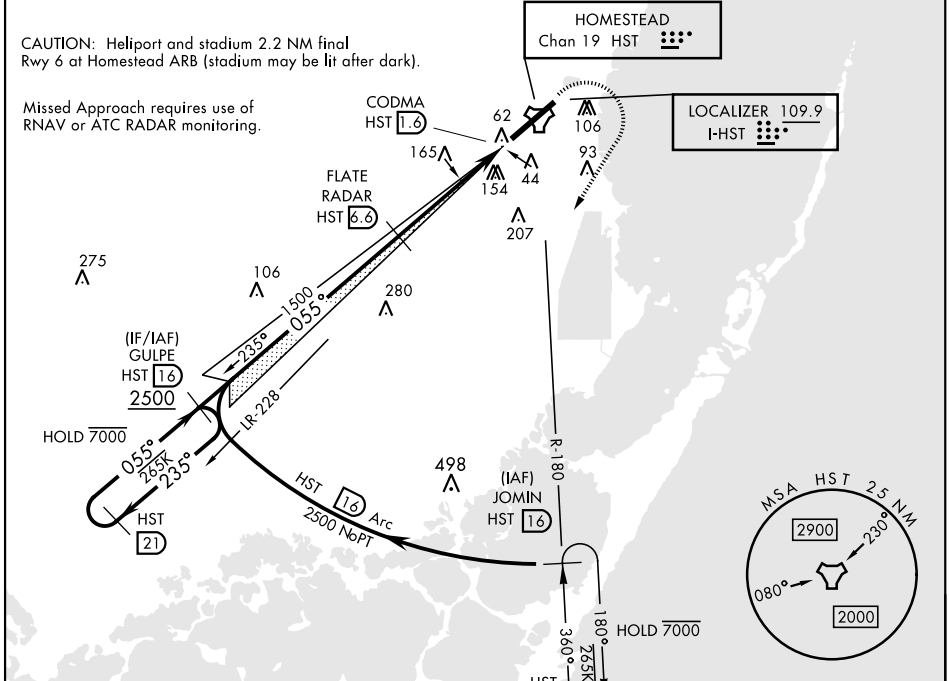 CAUTION: Heliport and stadium 2.2 NM final
Rwy 6 at Homestead ARB (stadium may be lit after dark).
Missed Approach requires use of
RNAV or ATC RADAR monitoring.
HOMESTEAD
Chan 19 HST
LOCALIZER 109.9
I-HST
CODMA
HST 1.6
62
106
165
154
44
93
207
FLATE
RADAR
HST 6.6
275
106
280
1500
055°
235°
(IF/IAF)
GULPE
HST 16
2500
HOLD 7000
055°
265K
235°
HST
21
LR-228
HST 16 Arc
2500 NoPT
498
R-180
(IAF)
JOMIN
HST 16
360°
180°
265K
HOLD 7000
HST
MSA HST 25 NM
2900
230°
080°
2000